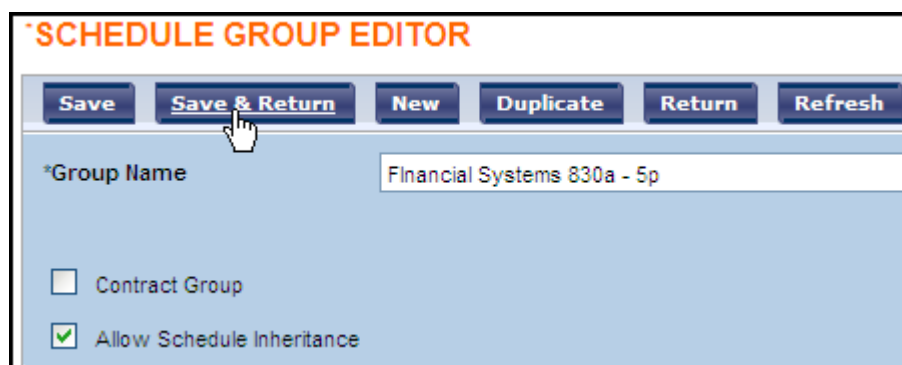 *SCHEDULE GROUP EDITOR
Save Save & Return New Duplicate Return Refresh
*Group Name FInancial Systems 830a - 5p
Contract Group
Allow Schedule Inheritance